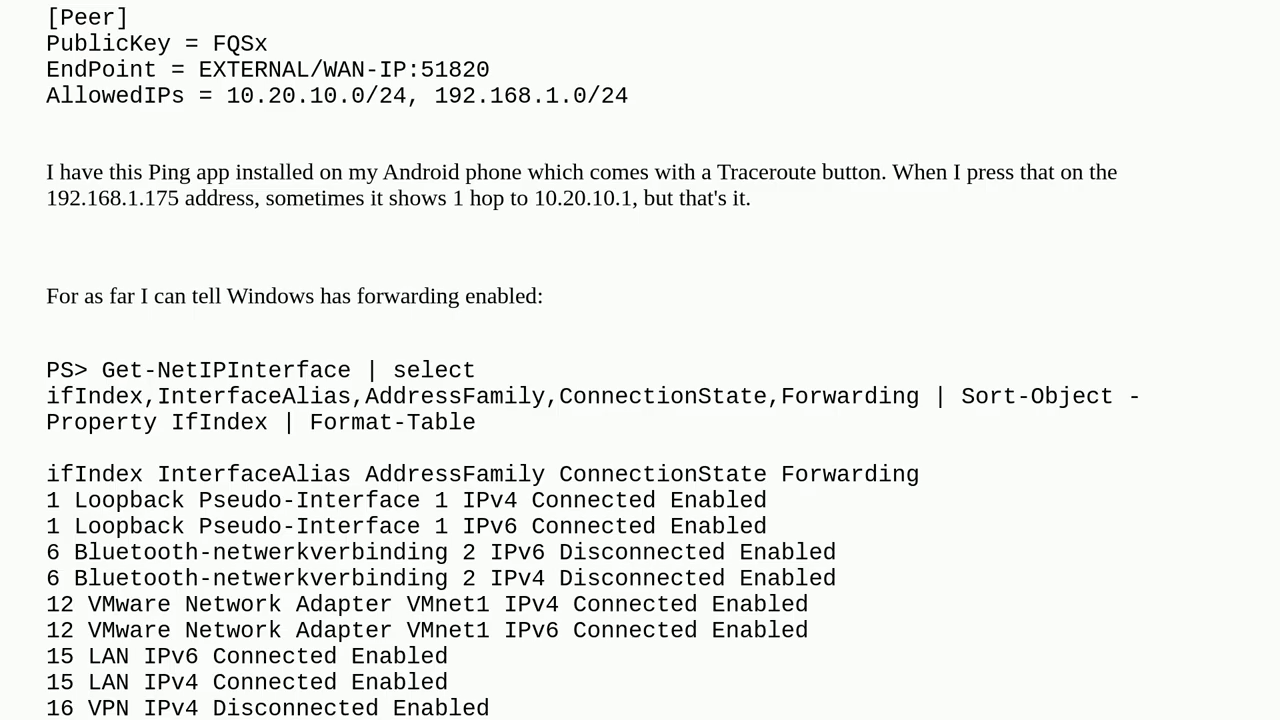 [Peer]
PublicKey = FQSx
EndPoint = EXTERNAL/WAN-IP:51820
AllowedIPs = 10.20.10.0/24, 192.168.1.0/24
I have this Ping app installed on my Android phone which comes with a Traceroute button. When I press that on the
192.168.1.175 address, sometimes it shows 1 hop to 10.20.10.1, but that's it.
For as far I can tell Windows has forwarding enabled:
PS> Get-NetIPInterface | select
ifIndex,InterfaceAlias,AddressFamily,ConnectionState,Forwarding | Sort-Object -
Property IfIndex | Format-Table
ifIndex InterfaceAlias AddressFamily ConnectionState Forwarding
1 Loopback Pseudo-Interface 1 IPv4 Connected Enabled
1 Loopback Pseudo-Interface 1 IPv6 Connected Enabled
6 Bluetooth-netwerkverbinding 2 IPv6 Disconnected Enabled
6 Bluetooth-netwerkverbinding 2 IPv4 Disconnected Enabled
12 VMware Network Adapter VMnet1 IPv4 Connected Enabled
12 VMware Network Adapter VMnet1 IPv6 Connected Enabled
15 LAN IPv6 Connected Enabled
15 LAN IPv4 Connected Enabled
16 VPN IPv4 Disconnected Enabled